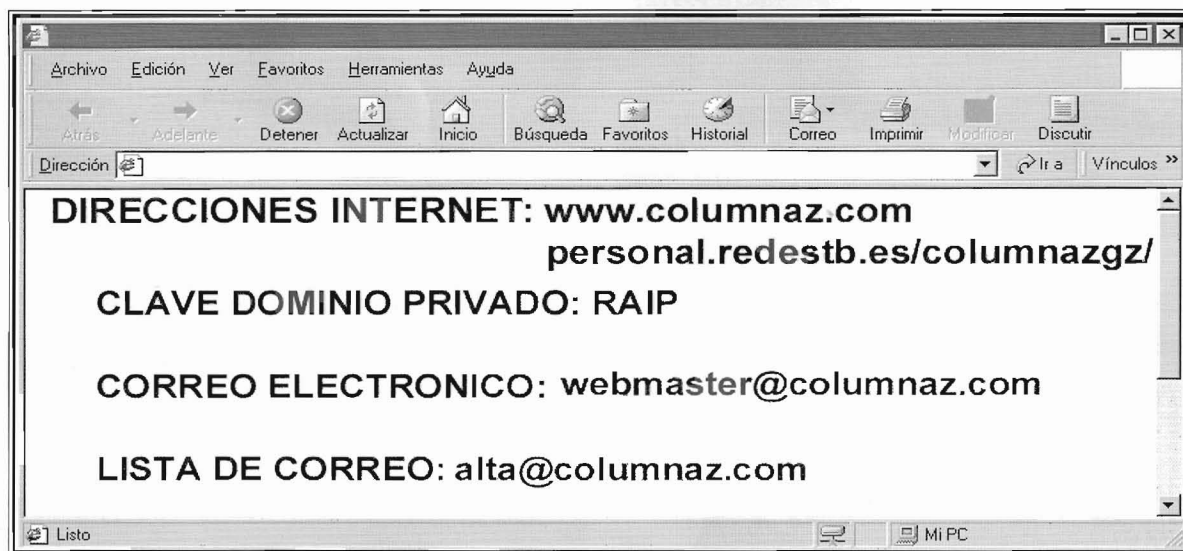 Archivo Edición Ver Favoritos Herramientas Ayuda
Atrás Adelante Detener Actualizar Inicio Búsqueda Favoritos Historial Correo Imprimir Modificar Discutir
Dirección Ir a Vínculos »
DIRECCIONES INTERNET: www.columnaz.com
personal.redestb.es/columnazgz/
CLAVE DOMINIO PRIVADO: RAIP
CORREO ELECTRONICO: webmaster@columnaz.com
LISTA DE CORREO: alta@columnaz.com
Listo Mi PC